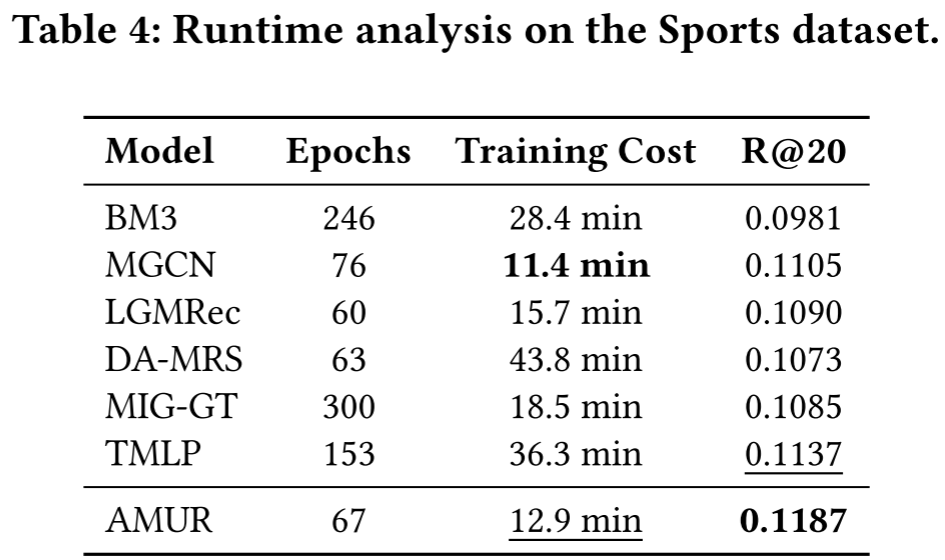 Table 4: Runtime analysis on the Sports dataset.
Model Epochs Training Cost R@20
BM3 246 28.4 min 0.0981
MGCN 76 11.4 min 0.1105
LGMRec 60 15.7 min 0.1090
DA-MRS 63 43.8 min 0.1073
MIG-GT 300 18.5 min 0.1085
TMLP 153 36.3 min 0.1137
AMUR 67 12.9 min 0.1187